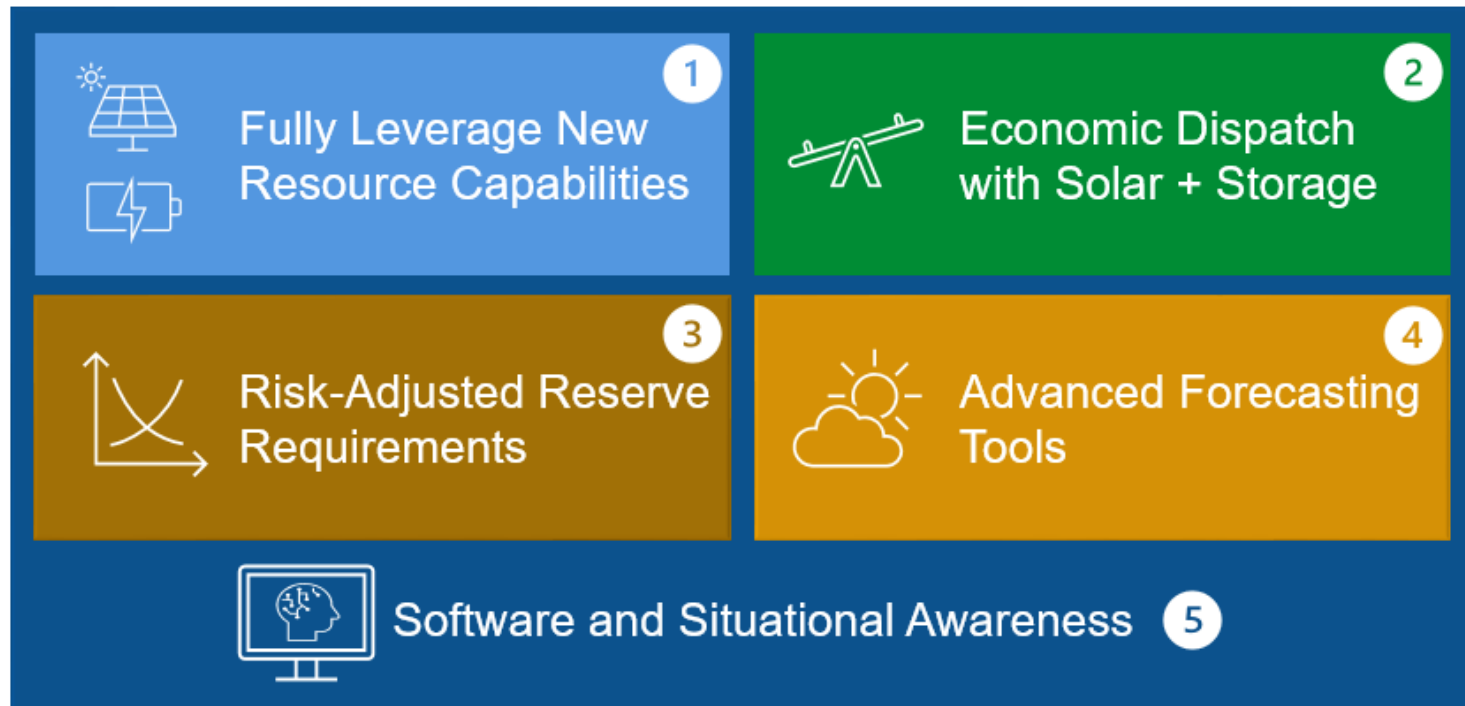 1
Fully Leverage New
Resource Capabilities
2
Economic Dispatch
with Solar + Storage
3
Risk-Adjusted Reserve
Requirements
4
Advanced Forecasting
Tools
Software and Situational Awareness 5